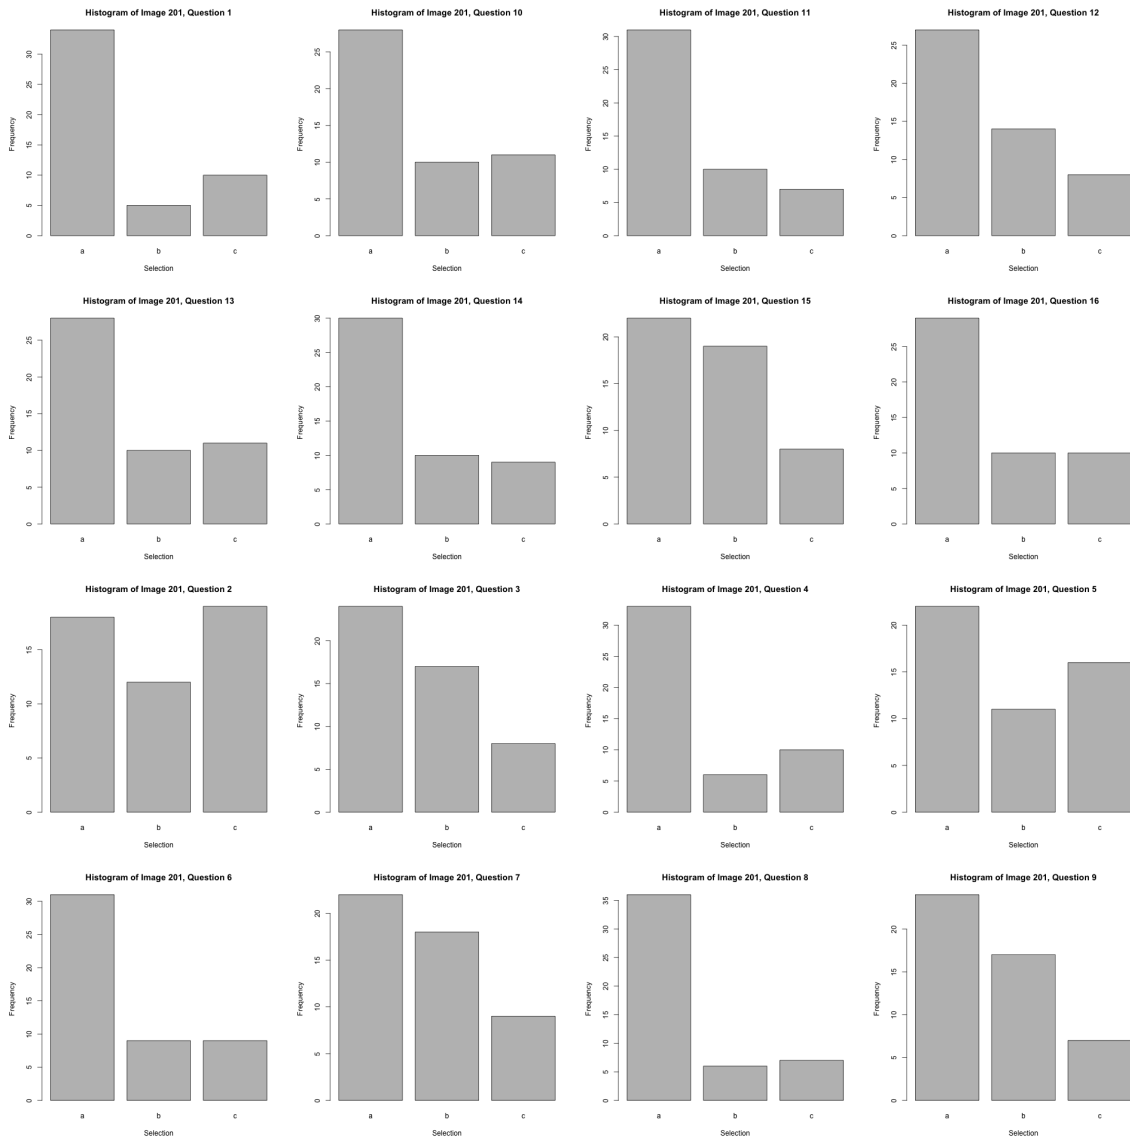 Histogram of Image 201, Question 1
Frequency
0 5 10 15 20 25 30
a b c
Selection
Histogram of Image 201, Question 10
Frequency
0 5 10 15 20 25
a b c
Selection
Histogram of Image 201, Question 11
Frequency
0 5 10 15 20 25 30
a b c
Selection
Histogram of Image 201, Question 12
Frequency
0 5 10 15 20 25
a b c
Selection
Histogram of Image 201, Question 13
Frequency
0 5 10 15 20 25
a b c
Selection
Histogram of Image 201, Question 14
Frequency
0 5 10 15 20 25 30
a b c
Selection
Histogram of Image 201, Question 15
Frequency
0 5 10 15 20
a b c
Selection
Histogram of Image 201, Question 16
Frequency
0 5 10 15 20 25
a b c
Selection
Histogram of Image 201, Question 2
Frequency
0 5 10 15
a b c
Selection
Histogram of Image 201, Question 3
Frequency
0 5 10 15 20
a b c
Selection
Histogram of Image 201, Question 4
Frequency
0 5 10 15 20 25 30
a b c
Selection
Histogram of Image 201, Question 5
Frequency
0 5 10 15 20
a b c
Selection
Histogram of Image 201, Question 6
Frequency
0 5 10 15 20 25 30
a b c
Selection
Histogram of Image 201, Question 7
Frequency
0 5 10 15 20
a b c
Selection
Histogram of Image 201, Question 8
Frequency
0 5 10 15 20 25 30 35
a b c
Selection
Histogram of Image 201, Question 9
Frequency
0 5 10 15 20
a b c
Selection